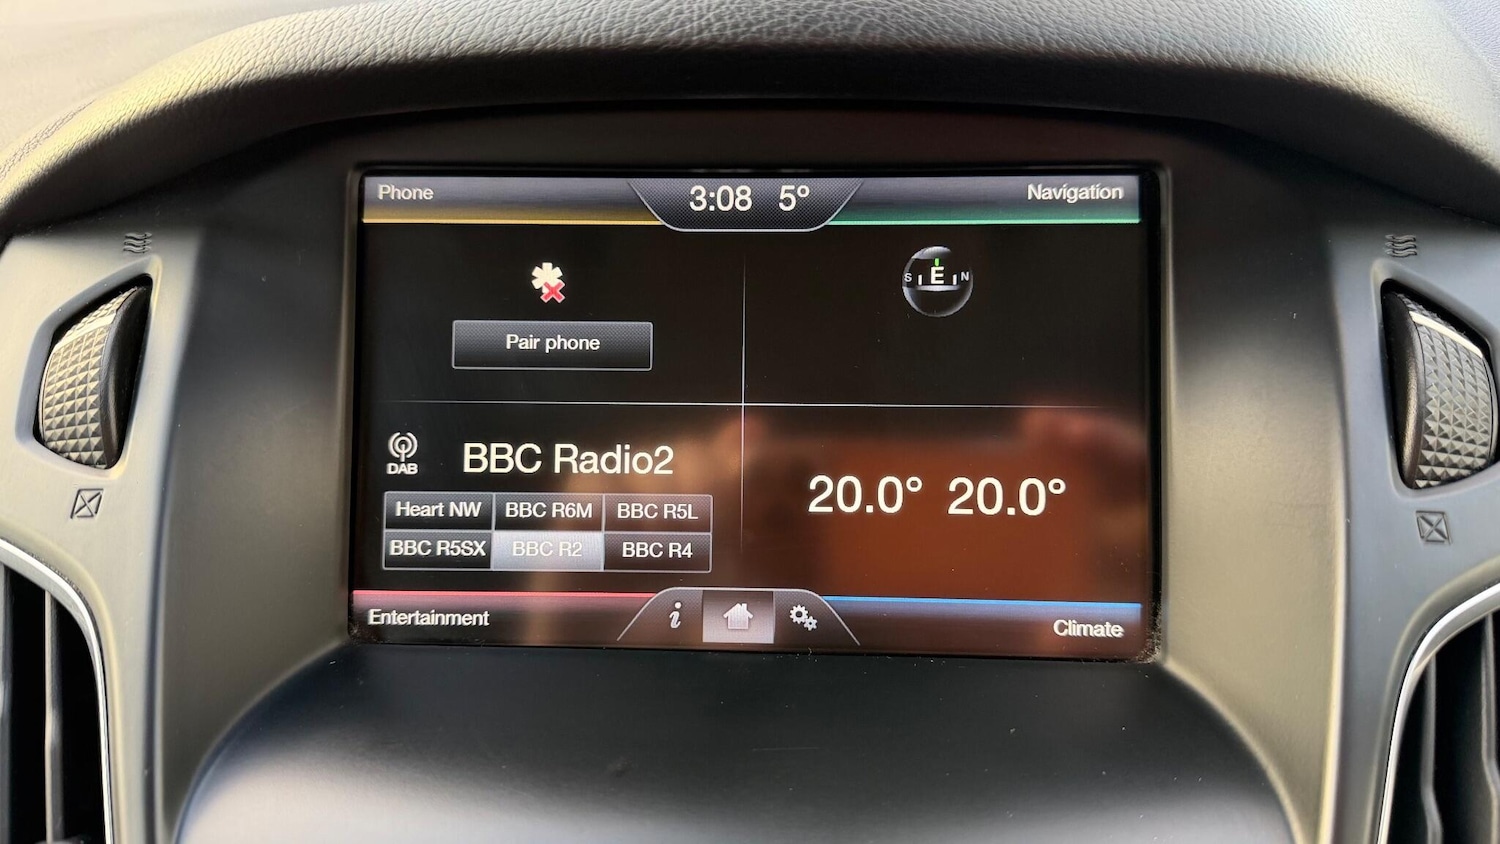 Phone
3:08 5°
Navigation
S E N
Pair phone
DAB
BBC Radio2
Heart NW BBC R6M BBC R5L
BBC R5SX BBC R2 BBC R4
20.0° 20.0°
Entertainment
i
Climate